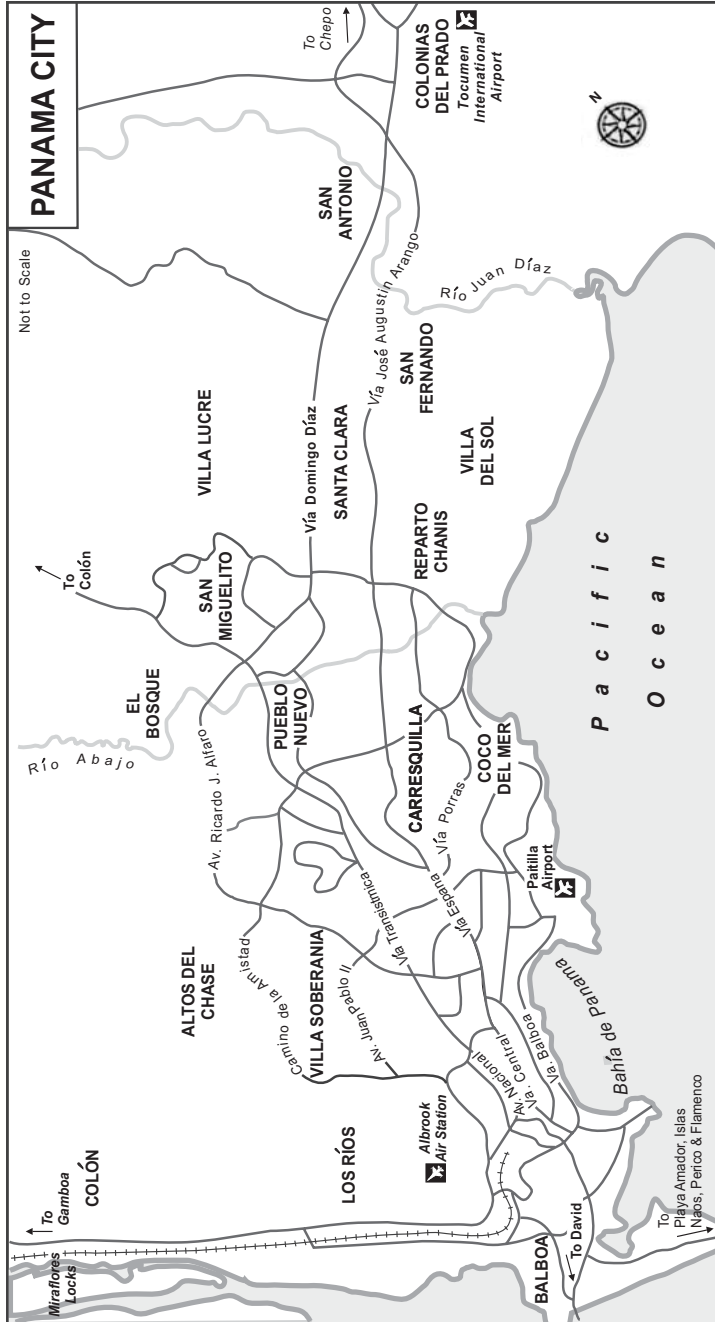 PANAMA CITY
Not to Scale
To
Chepo
COLONIAS
DEL PRADO
Tocumen
International
Airport
N
SAN
ANTONIO
Río Juan Díaz
Vía José Augustin Arango
SAN
FERNANDO
VILLA LUCRE
Vía Domingo Díaz
SANTA CLARA
VILLA
DEL SOL
REPARTO
CHANIS
To
Colón
SAN
MIGUELITO
EL
BOSQUE
Río Abajo
PUEBLO
NUEVO
Av. Ricardo J. Alfaro
CARRESQUILLA
COCO
DEL MER
Vía Porras
Pacific
Ocean
Paitilla
Airport
Vía Transísmica
Vía Espana
ALTOS DEL
CHASE
Camino de la Amistad
VILLA SOBERANIA
Av. Juan Pablo II
Av. Nacional
Va. Central
Va. Balboa
Bahía de Panama
Albrook
Air Station
LOS RÍOS
COLÓN
To
Gamboa
Miraflores
Locks
BALBOA
To David
To
Playa Amador, Islas
Naos, Perico & Flamenco